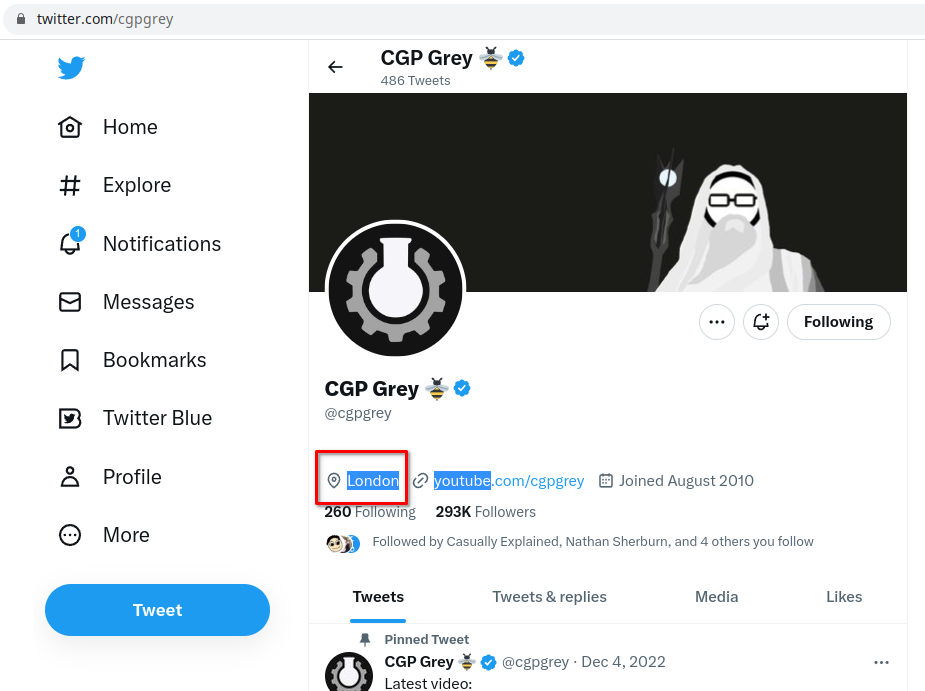 twitter.com/cgpgrey
CGP Grey 🐝
486 Tweets
Home
Explore
1
Notifications
Messages
Bookmarks
Twitter Blue
Profile
More
Tweet
Following
CGP Grey 🐝
@cgpgrey
London youtube.com/cgpgrey Joined August 2010
260 Following 293K Followers
Followed by Casually Explained, Nathan Sherburn, and 4 others you follow
Tweets Tweets & replies Media Likes
Pinned Tweet
CGP Grey 🐝 @cgpgrey · Dec 4, 2022
Latest video: